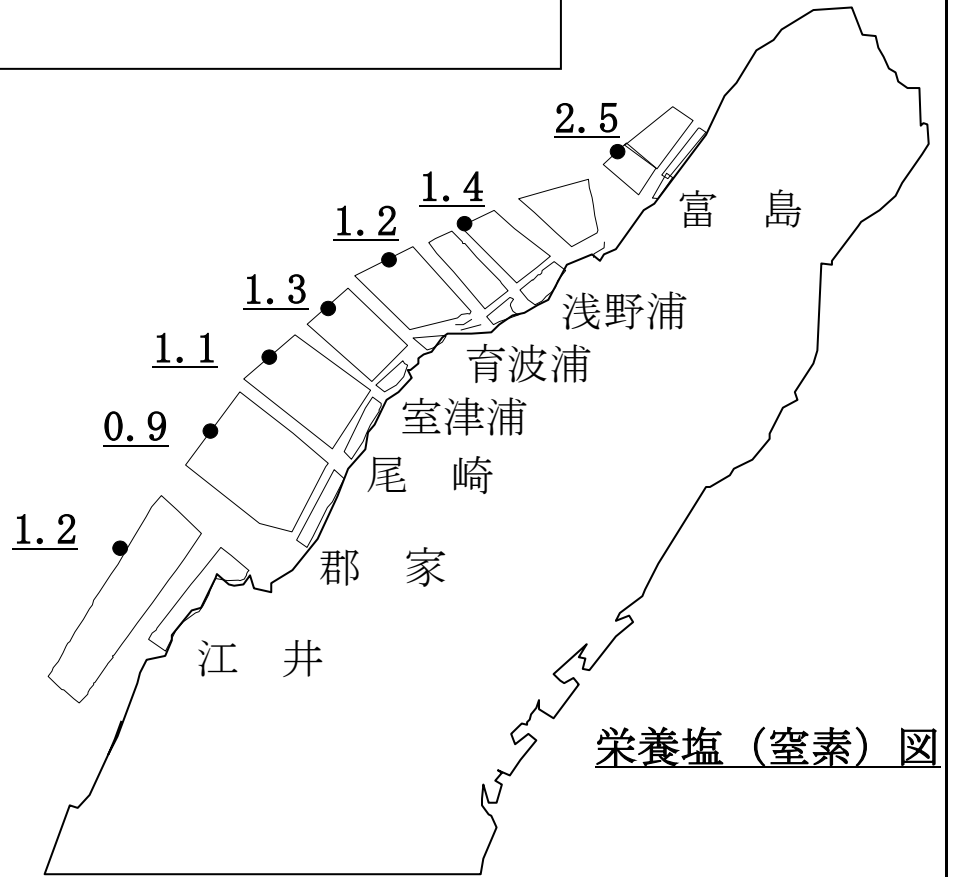 2.5
富　島
1.4
1.2
1.3
浅野浦
1.1
育波浦
室津浦
0.9
尾　崎
1.2
郡　家
江　井
栄養塩（窒素）図